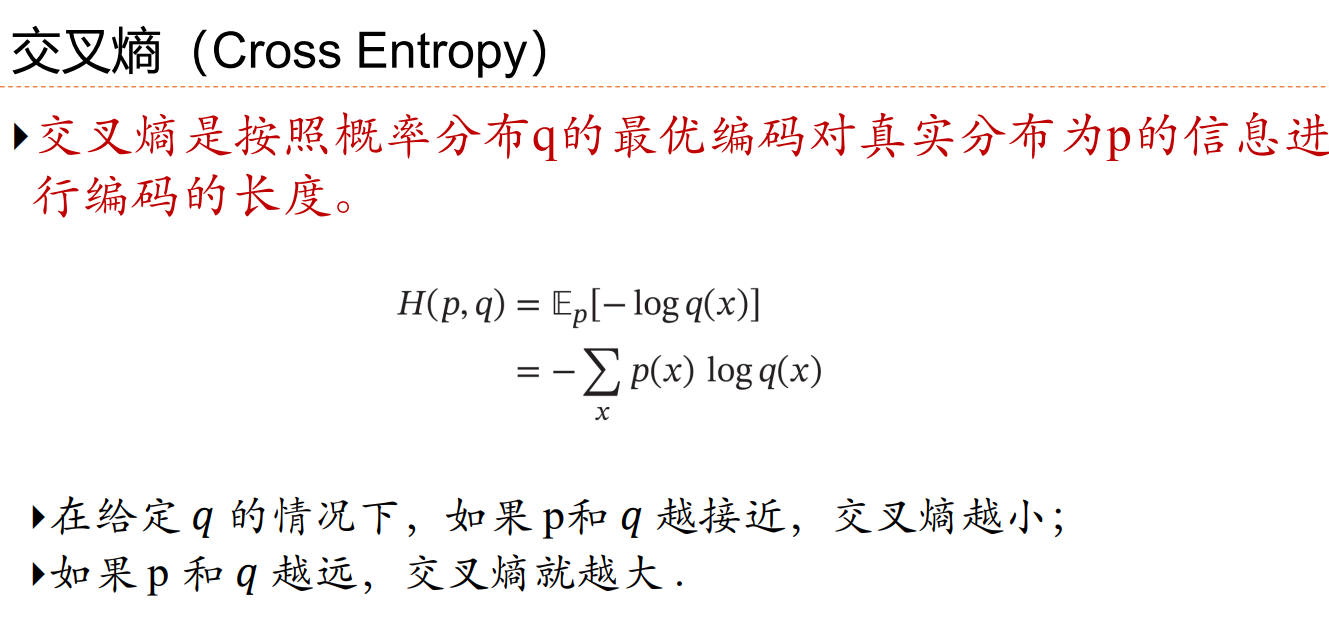 交叉熵（Cross Entropy）
交叉熵是按照概率分布q的最优编码对真实分布为p的信息进
行编码的长度。
H(p, q) = 𝔼ₚ[− log q(x)]
= − ∑ₓ p(x) log q(x)
在给定 q 的情况下，如果 p和 q 越接近，交叉熵越小；
如果 p 和 q 越远，交叉熵就越大 .